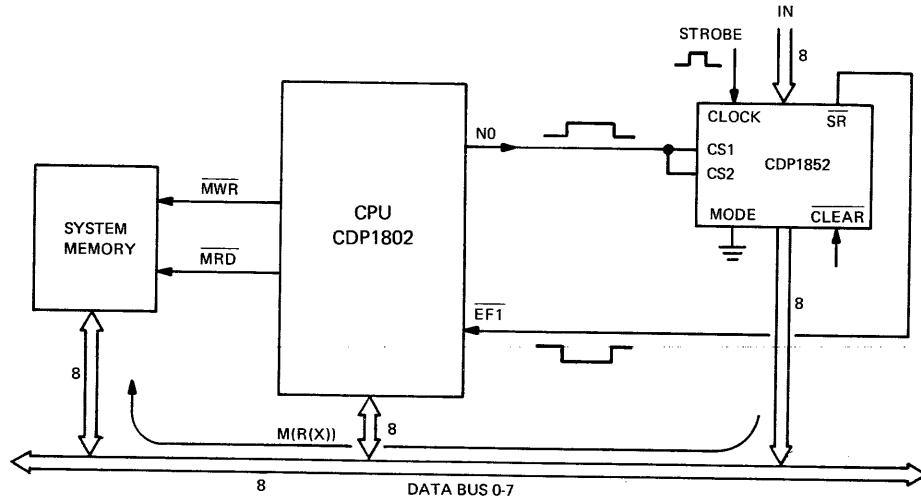 IN
STROBE
8
CLOCK
SR
N0
CS1
CS2
CDP1852
MODE
CLEAR
MWR
CPU
CDP1802
SYSTEM
MEMORY
MRD
8
EF1
8
M(R(X))
8
8
DATA BUS 0-7